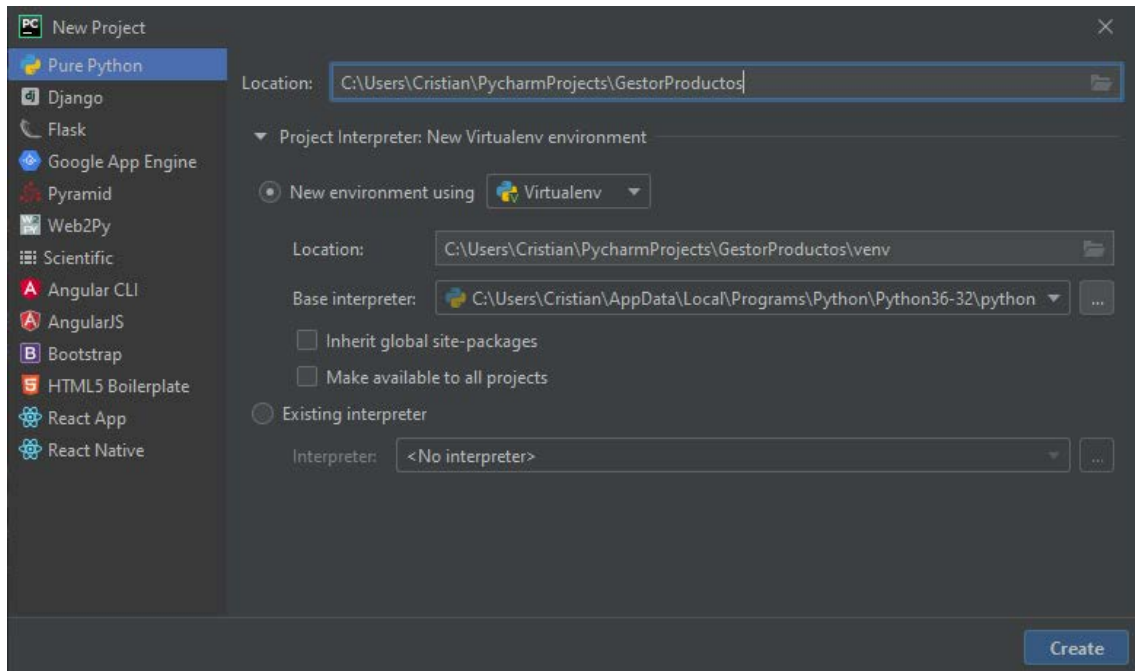 New Project
Pure Python
Django
Flask
Google App Engine
Pyramid
Web2Py
Scientific
Angular CLI
AngularJS
Bootstrap
HTML5 Boilerplate
React App
React Native
Location: C:\Users\Cristian\PycharmProjects\GestorProductos
Project Interpreter: New Virtualenv environment
New environment using Virtualenv
Location: C:\Users\Cristian\PycharmProjects\GestorProductos\venv
Base interpreter: C:\Users\Cristian\AppData\Local\Programs\Python\Python36-32\python ...
Inherit global site-packages
Make available to all projects
Existing interpreter
Interpreter: <No interpreter> ...
Create